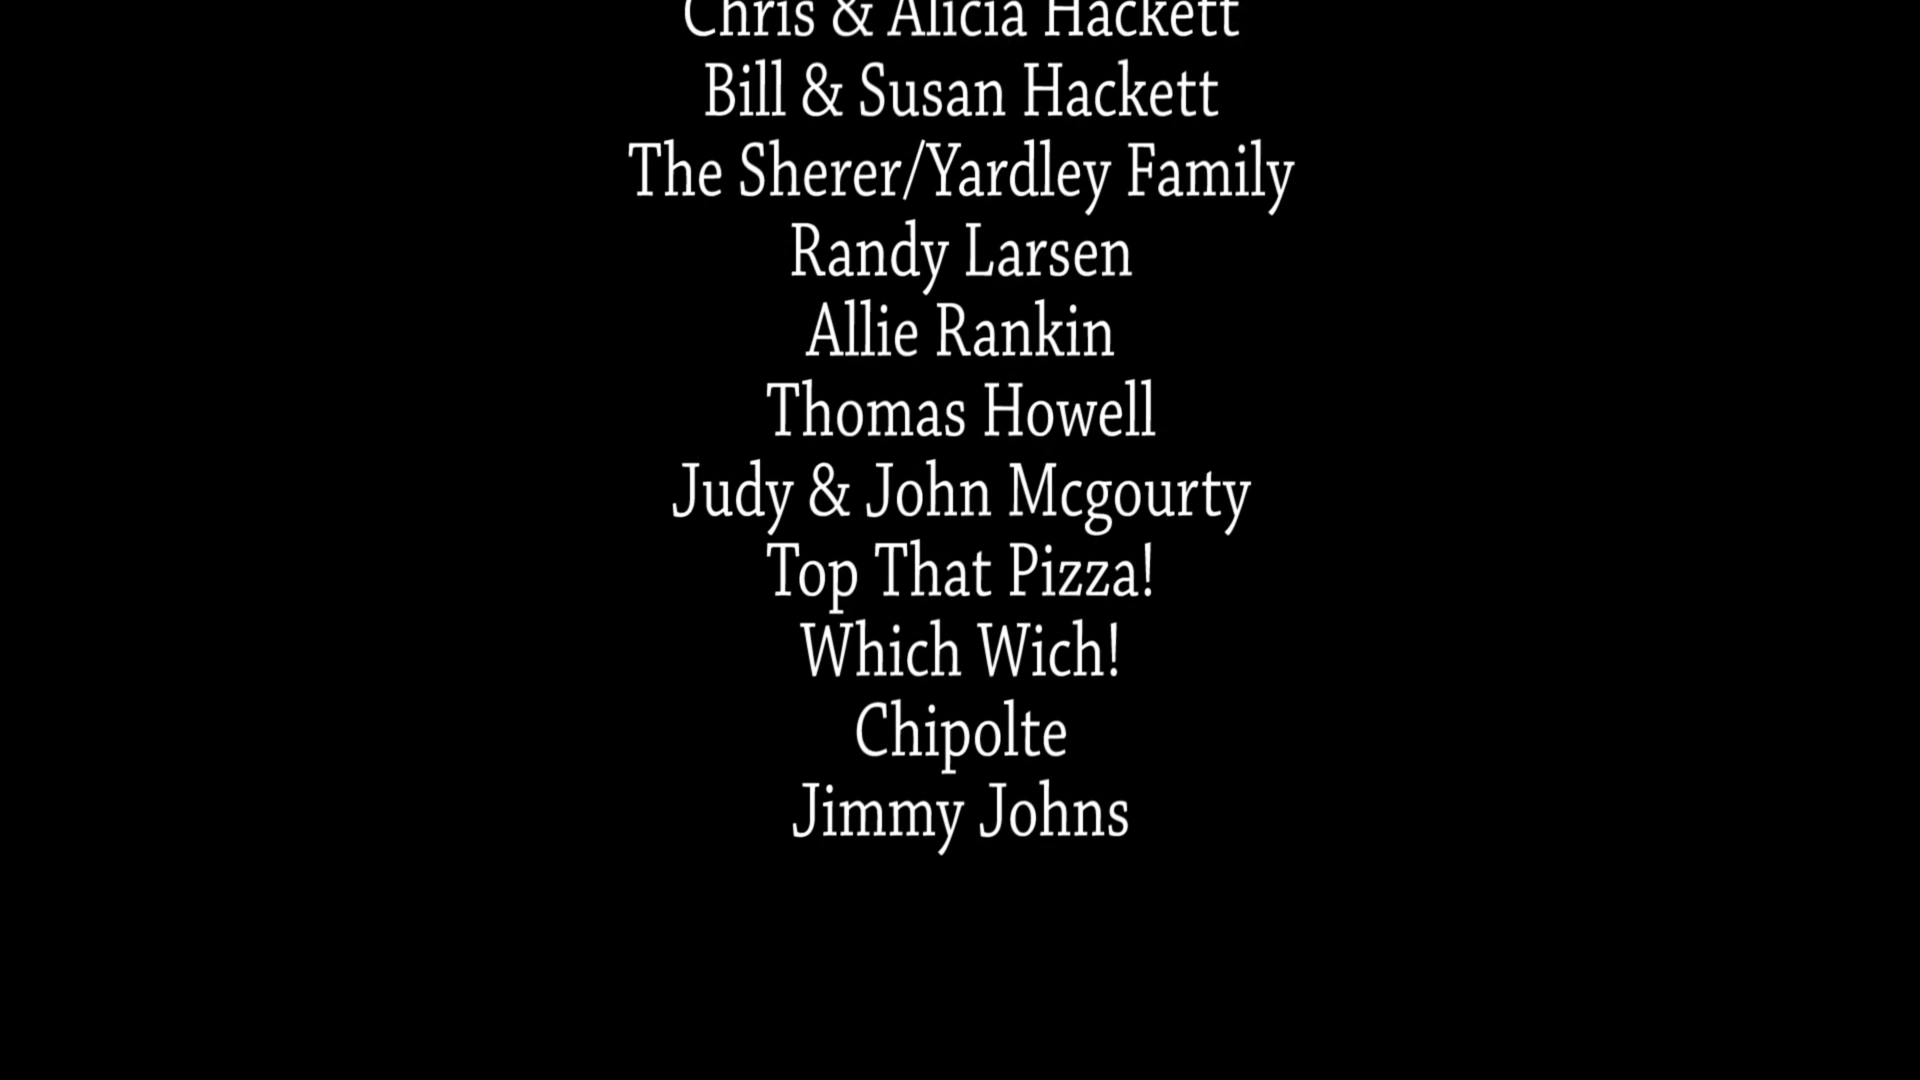 Chris & Alicia Hackett
Bill & Susan Hackett
The Sherer/Yardley Family
Randy Larsen
Allie Rankin
Thomas Howell
Judy & John Mcgourty
Top That Pizza!
Which Wich!
Chipolte
Jimmy Johns